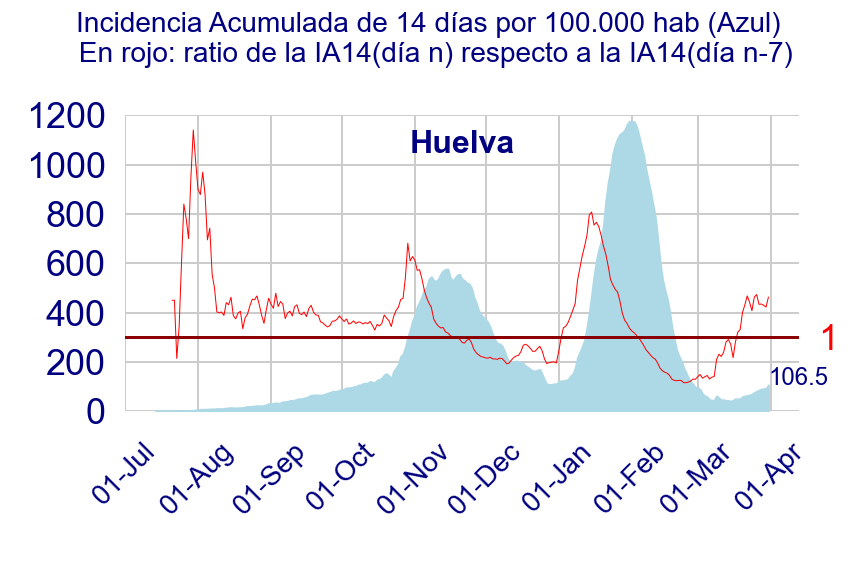 Incidencia Acumulada de 14 días por 100.000 hab (Azul)
En rojo: ratio de la IA14(día n) respecto a la IA14(día n-7)
Huelva
1200
1000
800
600
400
200
0
1
106.5
01-Jul
01-Aug
01-Sep
01-Oct
01-Nov
01-Dec
01-Jan
01-Feb
01-Mar
01-Apr